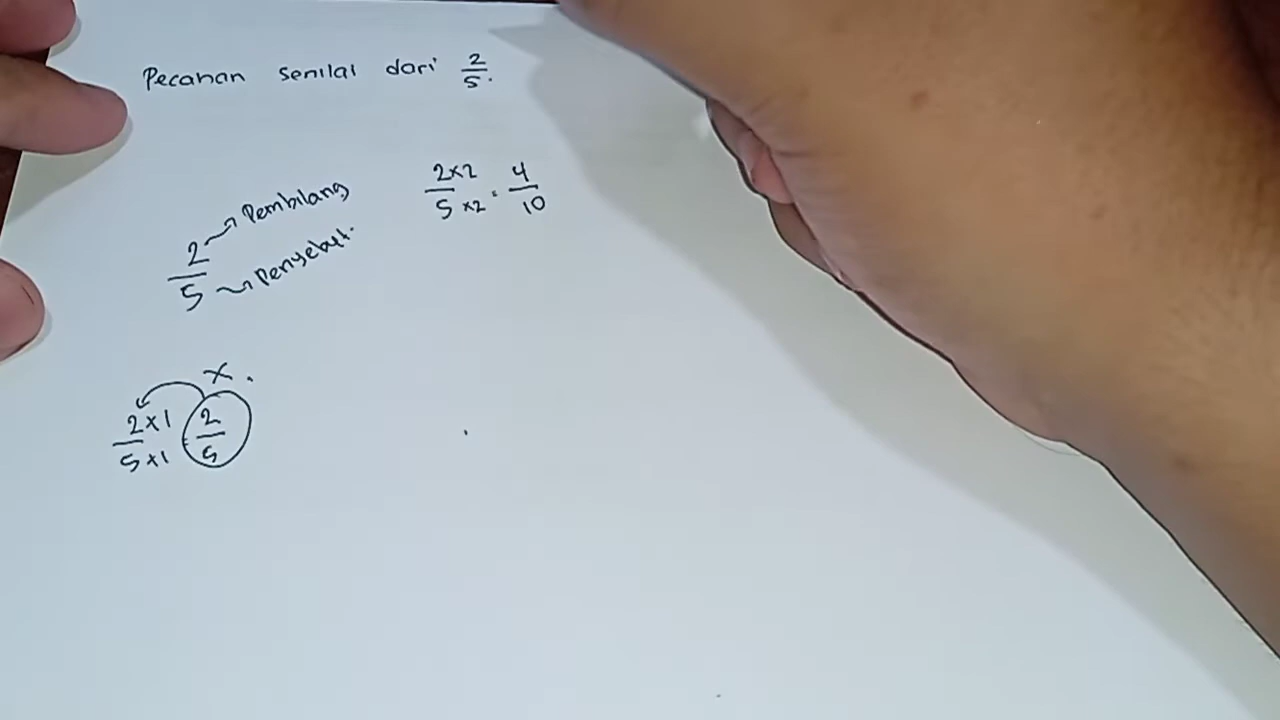 Pecahan senilai dari 2/5.
2/5 → Pembilang
→ Penyebut.
2×2/5×2 = 4/10
×.
2×1/5×1 2/5